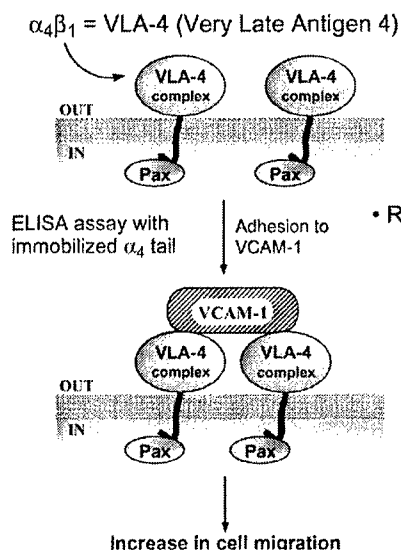 α₄β₁ = VLA-4 (Very Late Antigen 4)
VLA-4 complex
VLA-4 complex
OUT
IN
Pax
Pax
ELISA assay with
immobilized α₄ tail
Adhesion to
VCAM-1
• R
VCAM-1
VLA-4 complex
VLA-4 complex
OUT
IN
Pax
Pax
Increase in cell migration